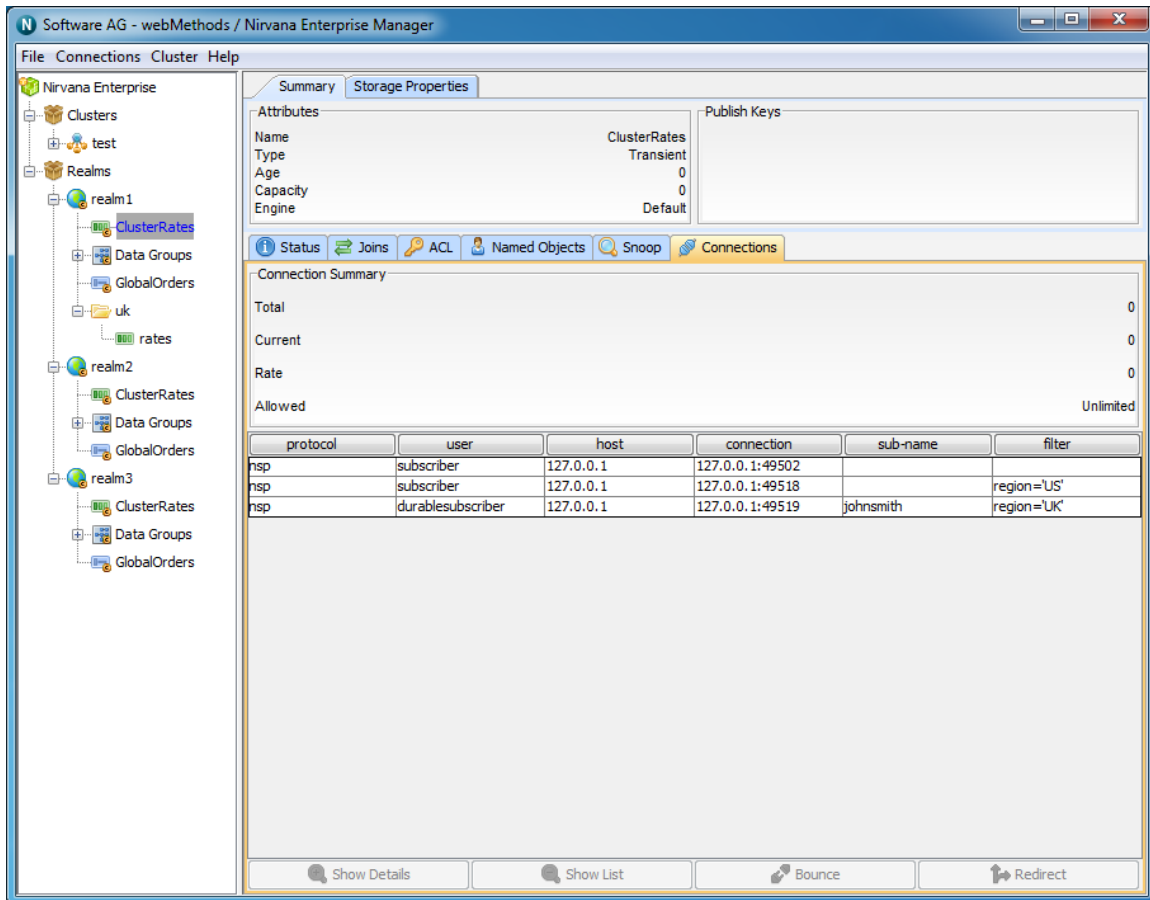 N Software AG - webMethods / Nirvana Enterprise Manager
File Connections Cluster Help
Nirvana Enterprise
Clusters
test
Realms
realm1
ClusterRates
Data Groups
GlobalOrders
uk
rates
realm2
ClusterRates
Data Groups
GlobalOrders
realm3
ClusterRates
Data Groups
GlobalOrders
Summary Storage Properties
Attributes
Name ClusterRates
Type Transient
Age 0
Capacity 0
Engine Default
Publish Keys
Status Joins ACL Named Objects Snoop Connections
Connection Summary
Total 0
Current 0
Rate 0
Allowed Unlimited
protocol user host connection sub-name filter
nsp subscriber 127.0.0.1 127.0.0.1:49502
nsp subscriber 127.0.0.1 127.0.0.1:49518 region='US'
nsp durablesubscriber 127.0.0.1 127.0.0.1:49519 johnsmith region='UK'
Show Details Show List Bounce Redirect